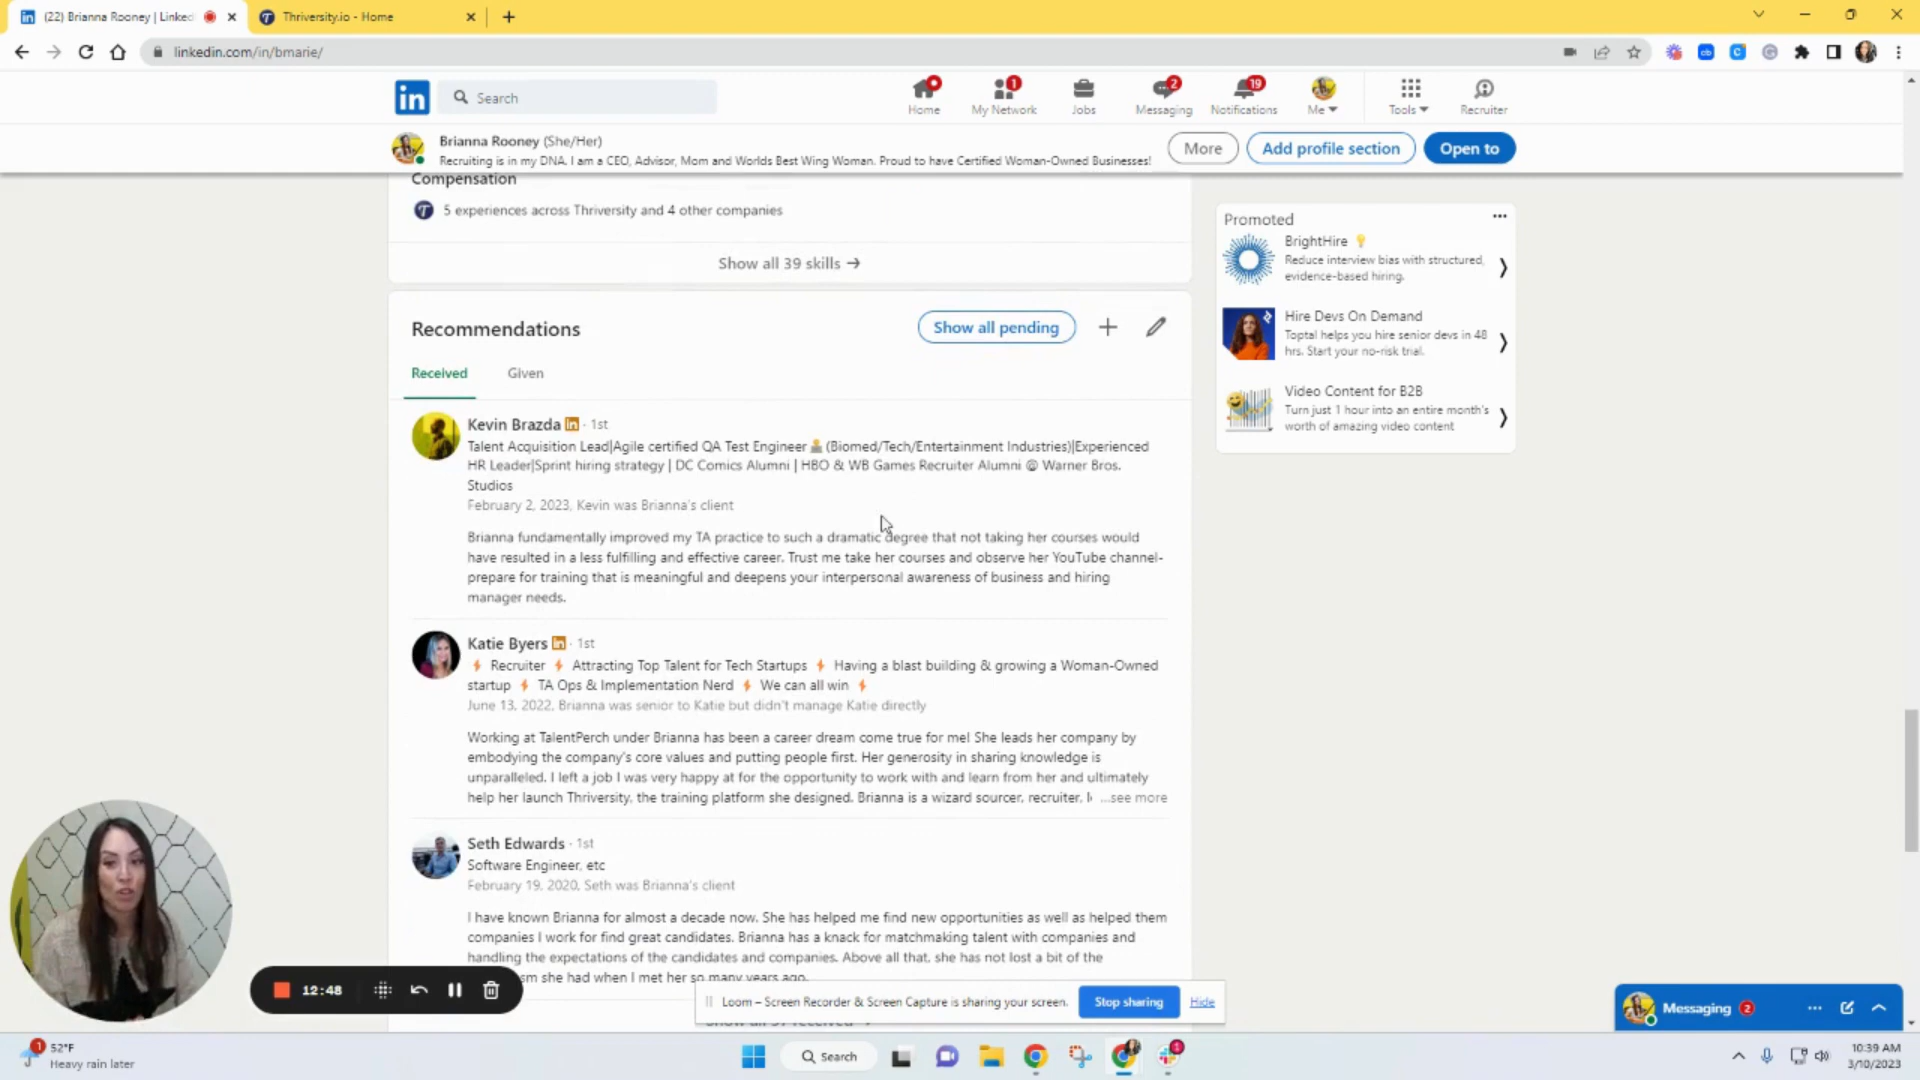 (22) Brianna Rooney | Linked
Thriversity.io - Home
linkedin.com/in/bmarie/
in
Search
Home
1
My Network
Jobs
2
Messaging
19
Notifications
Me
Tools
Recruiter
Brianna Rooney (She/Her)
Recruiting is in my DNA. I am a CEO, Advisor, Mom and Worlds Best Wing Woman. Proud to have Certified Woman-Owned Businesses!
More
Add profile section
Open to
Compensation
5 experiences across Thriversity and 4 other companies
Show all 39 skills →
Recommendations
Show all pending
Received
Given
Kevin Brazda in · 1st
Talent Acquisition Lead|Agile certified QA Test Engineer (Biomed/Tech/Entertainment Industries)|Experienced
HR Leader|Sprint hiring strategy | DC Comics Alumni | HBO & WB Games Recruiter Alumni @ Warner Bros.
Studios
February 2, 2023, Kevin was Brianna's client
Brianna fundamentally improved my TA practice to such a dramatic degree that not taking her courses would
have resulted in a less fulfilling and effective career. Trust me take her courses and observe her YouTube channel-
prepare for training that is meaningful and deepens your interpersonal awareness of business and hiring
manager needs.
Katie Byers in · 1st
⚡ Recruiter ⚡ Attracting Top Talent for Tech Startups ⚡ Having a blast building & growing a Woman-Owned
startup ⚡ TA Ops & Implementation Nerd ⚡ We can all win ⚡
June 13, 2022, Brianna was senior to Katie but didn't manage Katie directly
Working at TalentPerch under Brianna has been a career dream come true for me! She leads her company by
embodying the company's core values and putting people first. Her generosity in sharing knowledge is
unparalleled. I left a job I was very happy at for the opportunity to work with and learn from her and ultimately
help her launch Thriversity, the training platform she designed. Brianna is a wizard sourcer, recruiter, l ...see more
Seth Edwards · 1st
Software Engineer, etc
February 19, 2020, Seth was Brianna's client
I have known Brianna for almost a decade now. She has helped me find new opportunities as well as helped them
companies I work for find great candidates. Brianna has a knack for matchmaking talent with companies and
handling the expectations of the candidates and companies. Above all that, she has not lost a bit of the
sm she had when I met her so many years ago.
Promoted
BrightHire
Reduce interview bias with structured,
evidence-based hiring.
Hire Devs On Demand
Toptal helps you hire senior devs in 48
hrs. Start your no-risk trial.
Video Content for B2B
Turn just 1 hour into an entire month's
worth of amazing video content
12:48
Loom – Screen Recorder & Screen Capture is sharing your screen.
Stop sharing
Hide
Messaging 2
1
52°F
Heavy rain later
Search
1
10:39 AM
3/10/2023